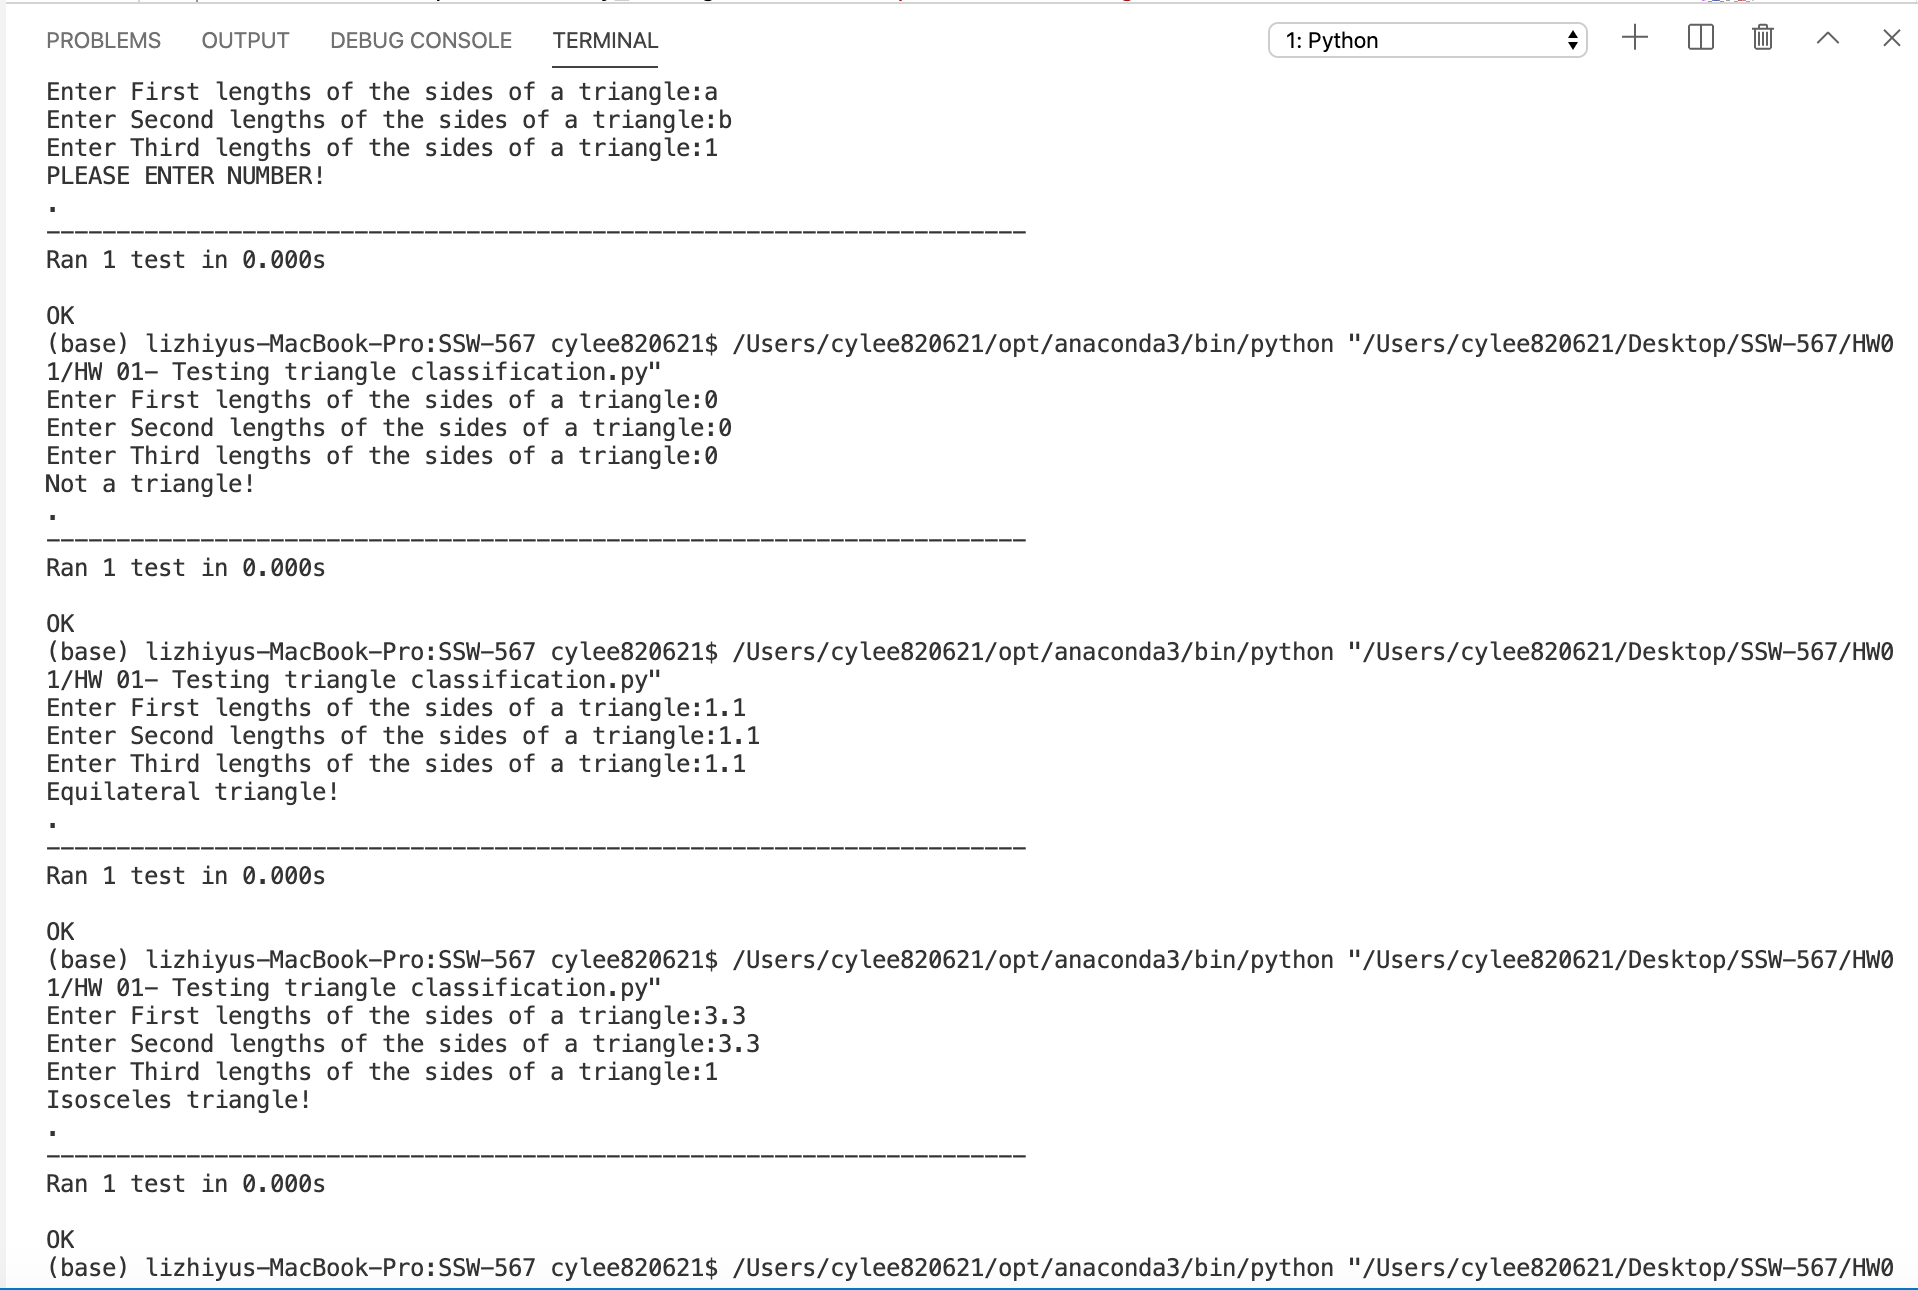 PROBLEMS OUTPUT DEBUG CONSOLE TERMINAL 1: Python
Enter First lengths of the sides of a triangle:a
Enter Second lengths of the sides of a triangle:b
Enter Third lengths of the sides of a triangle:1
PLEASE ENTER NUMBER!
.
----------------------------------------------------------------------
Ran 1 test in 0.000s
OK
(base) lizhiyus-MacBook-Pro:SSW-567 cylee820621$ /Users/cylee820621/opt/anaconda3/bin/python "/Users/cylee820621/Desktop/SSW-567/HW0
1/HW 01- Testing triangle classification.py"
Enter First lengths of the sides of a triangle:0
Enter Second lengths of the sides of a triangle:0
Enter Third lengths of the sides of a triangle:0
Not a triangle!
.
----------------------------------------------------------------------
Ran 1 test in 0.000s
OK
(base) lizhiyus-MacBook-Pro:SSW-567 cylee820621$ /Users/cylee820621/opt/anaconda3/bin/python "/Users/cylee820621/Desktop/SSW-567/HW0
1/HW 01- Testing triangle classification.py"
Enter First lengths of the sides of a triangle:1.1
Enter Second lengths of the sides of a triangle:1.1
Enter Third lengths of the sides of a triangle:1.1
Equilateral triangle!
.
----------------------------------------------------------------------
Ran 1 test in 0.000s
OK
(base) lizhiyus-MacBook-Pro:SSW-567 cylee820621$ /Users/cylee820621/opt/anaconda3/bin/python "/Users/cylee820621/Desktop/SSW-567/HW0
1/HW 01- Testing triangle classification.py"
Enter First lengths of the sides of a triangle:3.3
Enter Second lengths of the sides of a triangle:3.3
Enter Third lengths of the sides of a triangle:1
Isosceles triangle!
.
----------------------------------------------------------------------
Ran 1 test in 0.000s
OK
(base) lizhiyus-MacBook-Pro:SSW-567 cylee820621$ /Users/cylee820621/opt/anaconda3/bin/python "/Users/cylee820621/Desktop/SSW-567/HW0